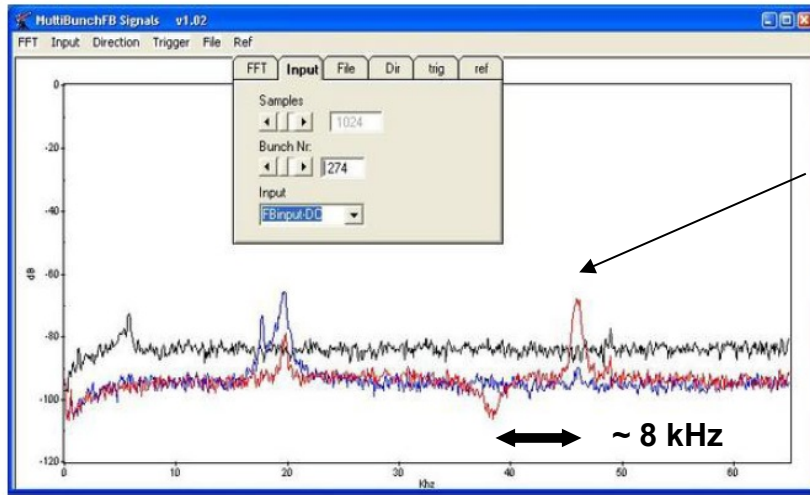 MultiBunchFB Signals v1.02
FFT Input Direction Trigger File Ref
FFT Input File Dir trig ref
Samples
1024
Bunch Nr.
274
Input
FBinput-DC
0
-20
-40
-60
-80
-100
-120
dB
0 10 20 30 40 50 60
Khz
~ 8 kHz